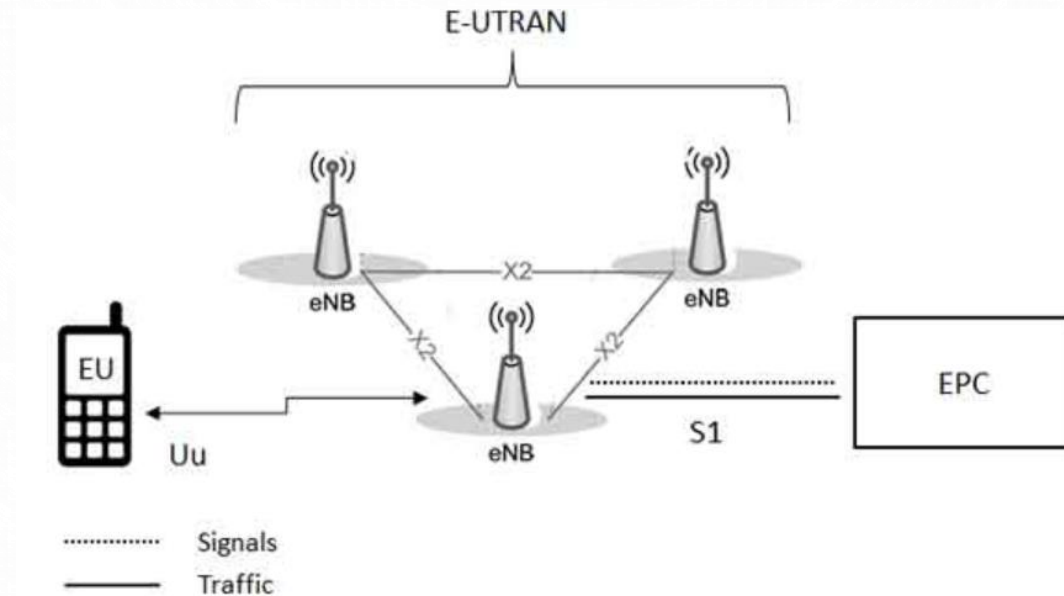 E-UTRAN
eNB
X2
eNB
X2
X2
EU
Uu
eNB
S1
EPC
Signals
Traffic